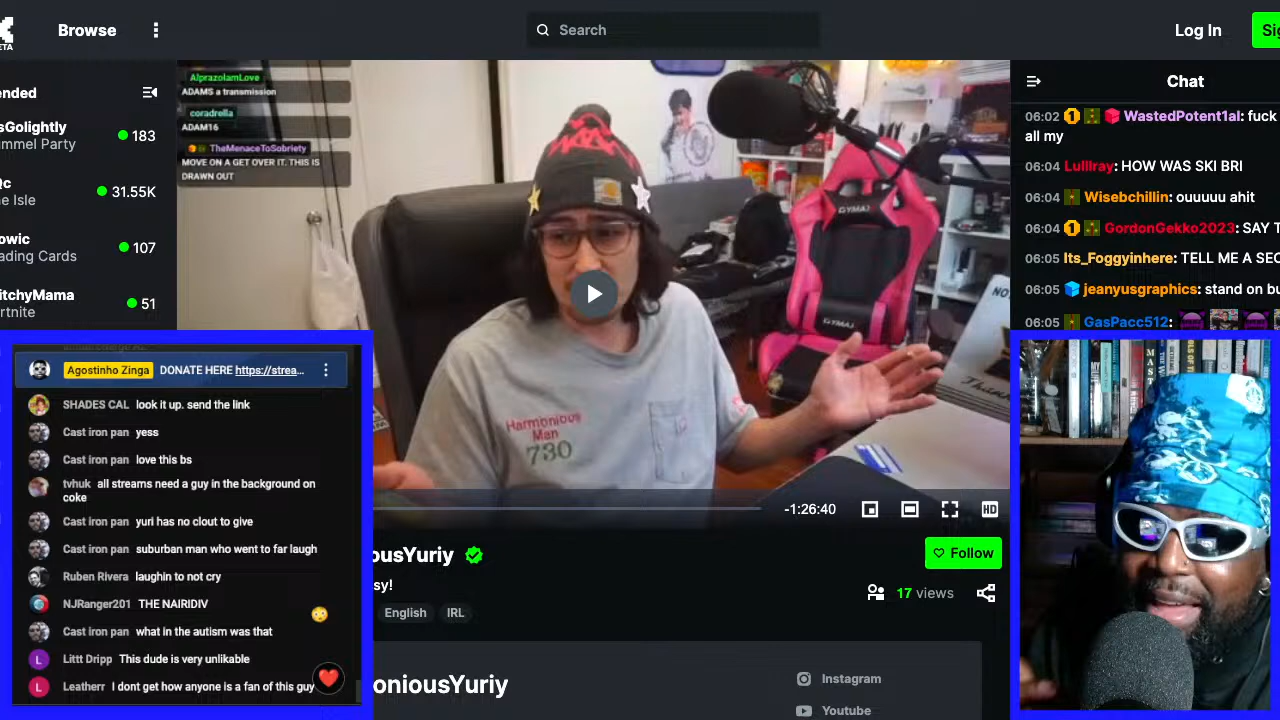 Browse
Search
Log In
ETA
AlprazolamLove
ADAMS a transmission
coradrella
ADAM16
TheMenaceToSobriety
MOVE ON A GET OVER IT. THIS IS
DRAWN OUT
ended
sGolightly
183
mmel Party
31.55K
e Isle
owic
107
ading Cards
itchyMama
51
rtnite
GYMAJ
GYMAJ
Harmonious
Man
730
Chat
06:02 WastedPotent1al: fuck
all my
06:04 Lulllray: HOW WAS SKI BRI
06:04 Wisebchillin: ouuuuu ahit
06:04 GordonGekko2023: SAY T
06:05 Its_Foggyinhere: TELL ME A SEC
06:05 jeanyusgraphics: stand on bu
06:05 GasPacc512:
Agostinho Zinga DONATE HERE https://strea...
SHADES CAL look it up. send the link
Cast iron pan yess
Cast iron pan love this bs
tvhuk all streams need a guy in the background on
coke
Cast iron pan yuri has no clout to give
Cast iron pan suburban man who went to far laugh
Ruben Rivera laughin to not cry
NJRanger201 THE NAIRIDIV
Cast iron pan what in the autism was that
Littt Dripp This dude is very unlikable
Leatherr I dont get how anyone is a fan of this guy
-1:26:40
HD
ousYuriy
Follow
sy!
17 views
English
IRL
oniousYuriy
Instagram
Youtube